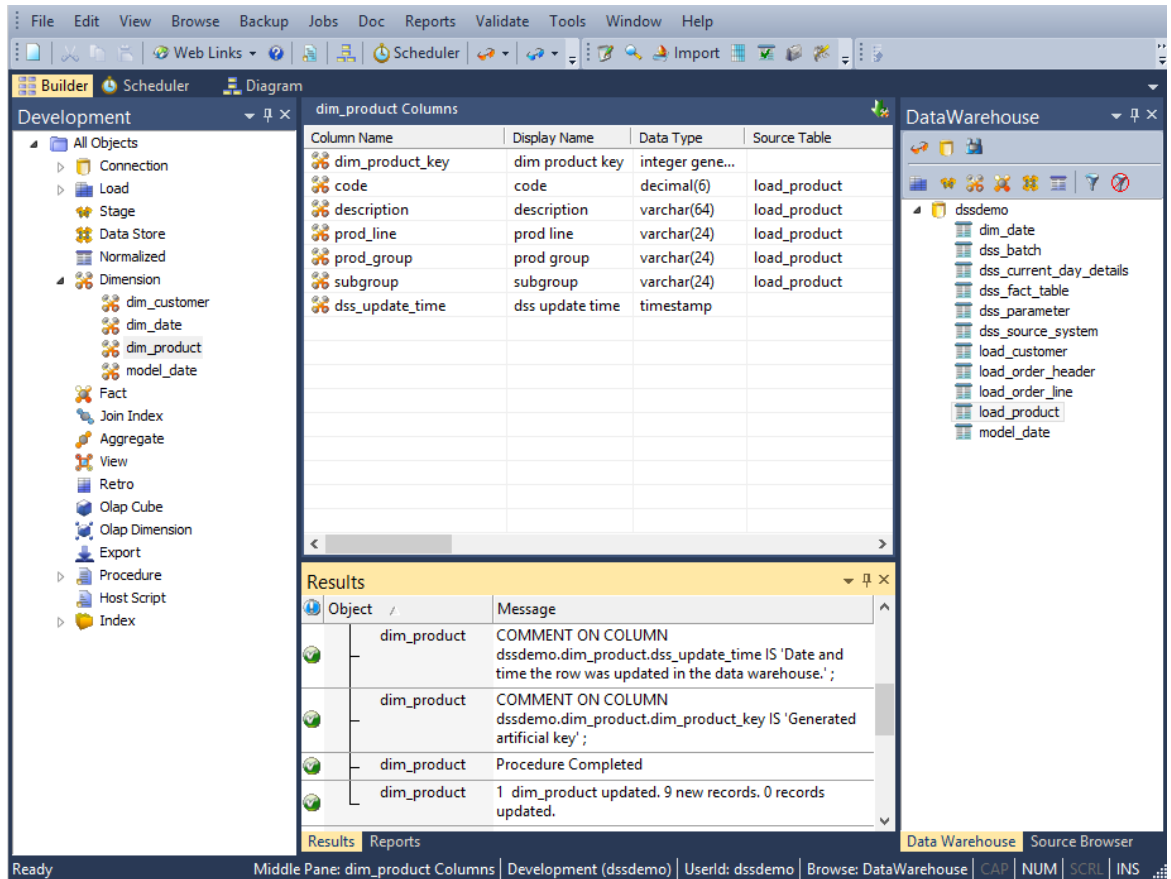 File Edit View Browse Backup Jobs Doc Reports Validate Tools Window Help
Web Links Scheduler Import
Builder Scheduler Diagram
Development
All Objects
Connection
Load
Stage
Data Store
Normalized
Dimension
dim_customer
dim_date
dim_product
model_date
Fact
Join Index
Aggregate
View
Retro
Olap Cube
Olap Dimension
Export
Procedure
Host Script
Index
dim_product Columns
Column Name Display Name Data Type Source Table
dim_product_key dim product key integer gene...
code code decimal(6) load_product
description description varchar(64) load_product
prod_line prod line varchar(24) load_product
prod_group prod group varchar(24) load_product
subgroup subgroup varchar(24) load_product
dss_update_time dss update time timestamp
Results
Object Message
dim_product COMMENT ON COLUMN
dssdemo.dim_product.dss_update_time IS 'Date and
time the row was updated in the data warehouse.' ;
dim_product COMMENT ON COLUMN
dssdemo.dim_product.dim_product_key IS 'Generated
artificial key' ;
dim_product Procedure Completed
dim_product 1 dim_product updated. 9 new records. 0 records
updated.
Results Reports
DataWarehouse
dssdemo
dim_date
dss_batch
dss_current_day_details
dss_fact_table
dss_parameter
dss_source_system
load_customer
load_order_header
load_order_line
load_product
model_date
Data Warehouse Source Browser
Ready Middle Pane: dim_product Columns Development (dssdemo) UserId: dssdemo Browse: DataWarehouse CAP NUM SCRL INS